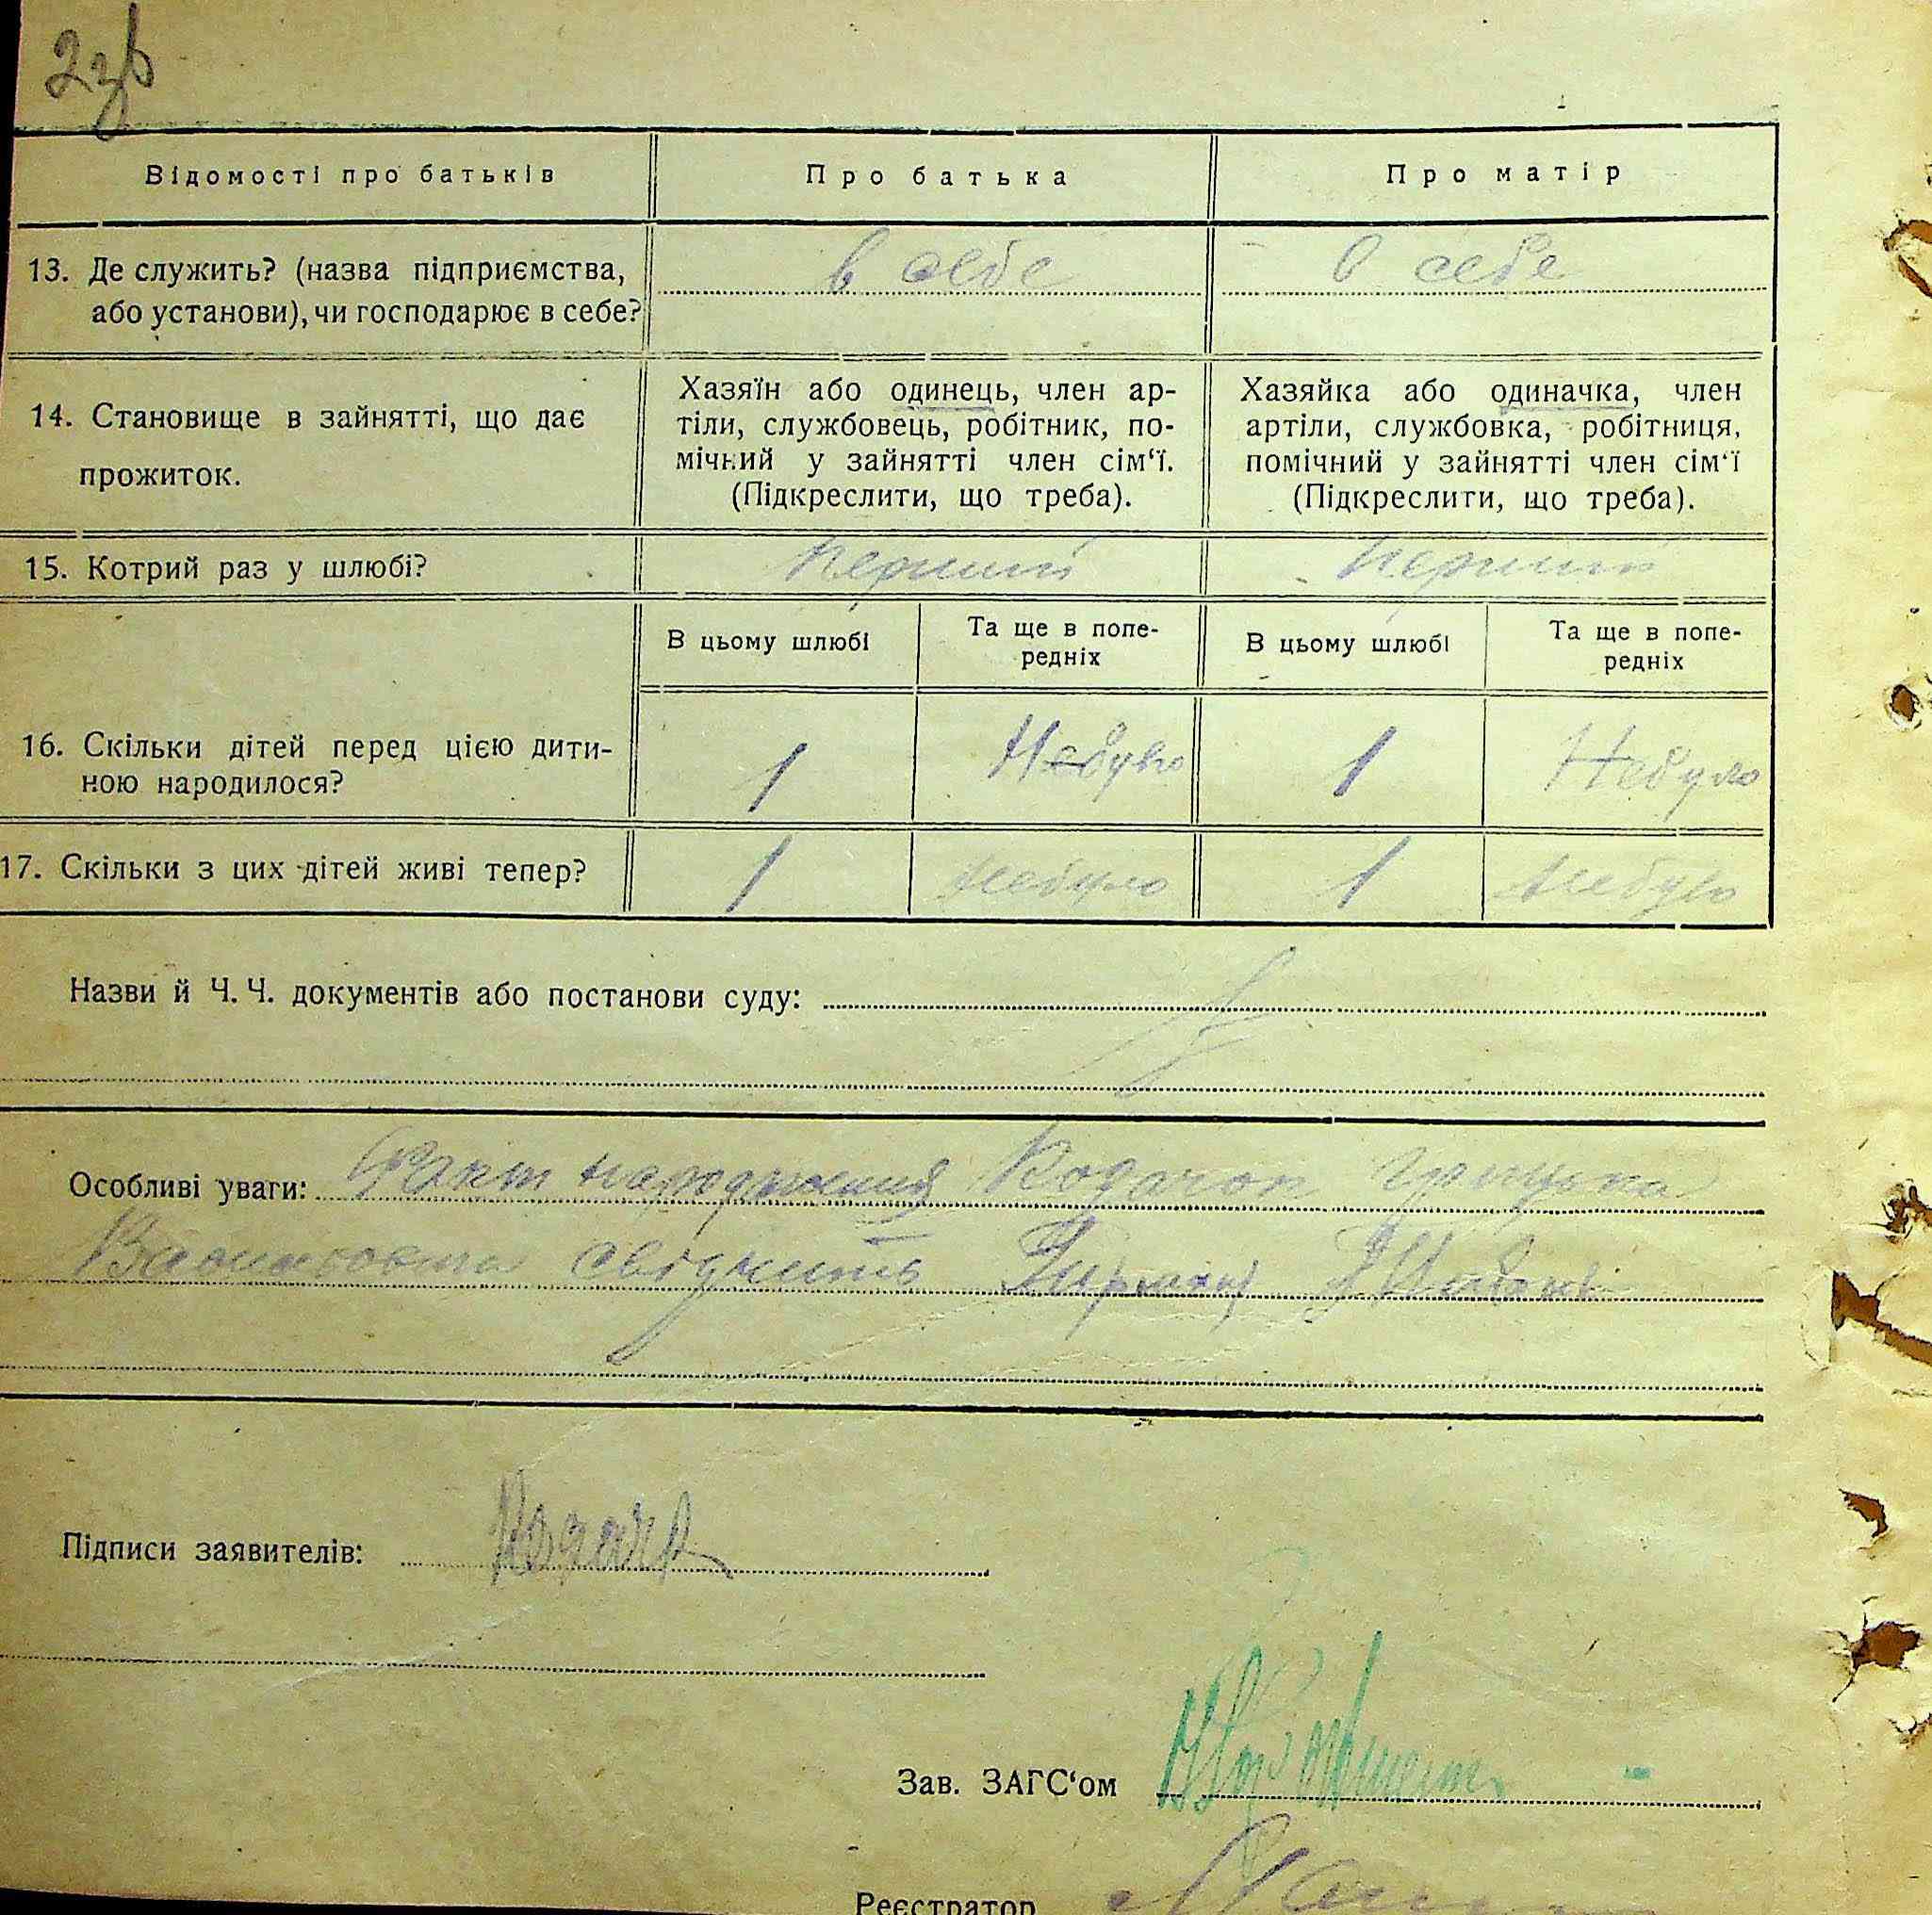 Відомості про батьків
Про батька
Про матір
13. Де служить? (назва підприємства,
або установи), чи господарює в себе?
в себе
в себе
14. Становище в зайнятті, що дає
прожиток.
Хазяїн або одинець, член ар-
тіли, службовець, робітник, по-
мічний у зайнятті член сім‘ї.
(Підкреслити, що треба).
Хазяйка або одиначка, член
артіли, службовка, робітниця,
помічний у зайнятті член сім‘ї
(Підкреслити, що треба).
15. Котрий раз у шлюбі?
перший
перший
В цьому шлюбі
Та ще в попе-
редніх
В цьому шлюбі
Та ще в попе-
редніх
16. Скільки дітей перед цією дити-
ною народилося?
1
Небуло
1
Небуло
17. Скільки з цих дітей живі тепер?
1
небуло
1
небуло
Назви й Ч. Ч. документів або постанови суду:
Особливі уваги: Факт народження
свідчить
Підписи заявителів:
Зав. ЗАГС‘ом
Реєстратор